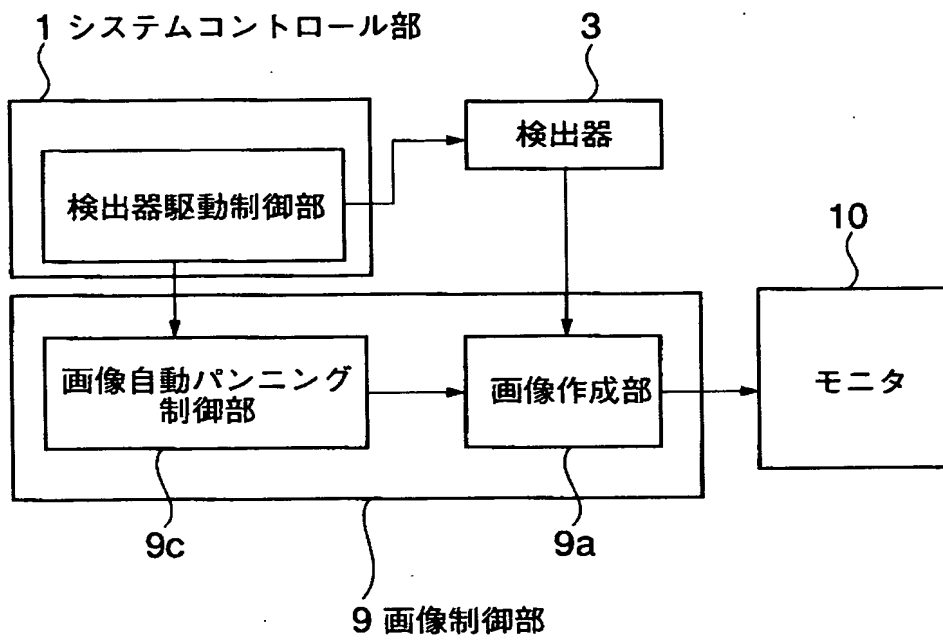 1 システムコントロール部
3
検出器
検出器駆動制御部
10
画像自動パンニング
制御部
画像作成部
モニタ
9c
9a
9 画像制御部